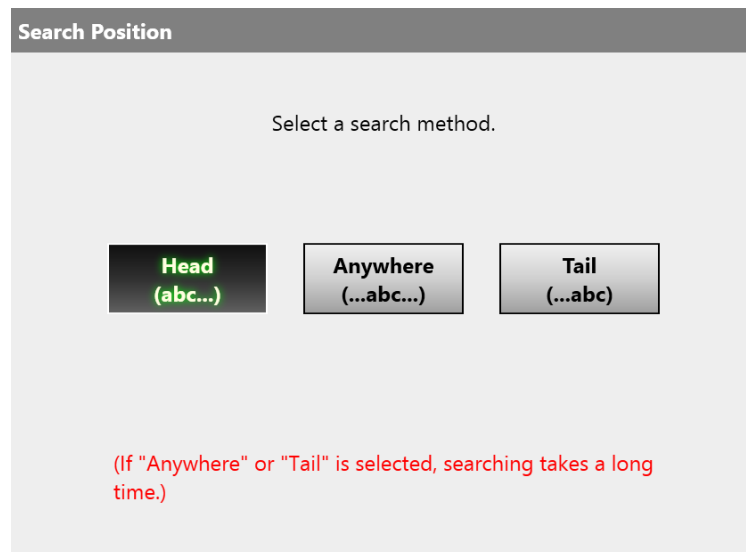 Search Position
Select a search method.
Head
(abc...)
Anywhere
(...abc...)
Tail
(...abc)
(If "Anywhere" or "Tail" is selected, searching takes a long
time.)